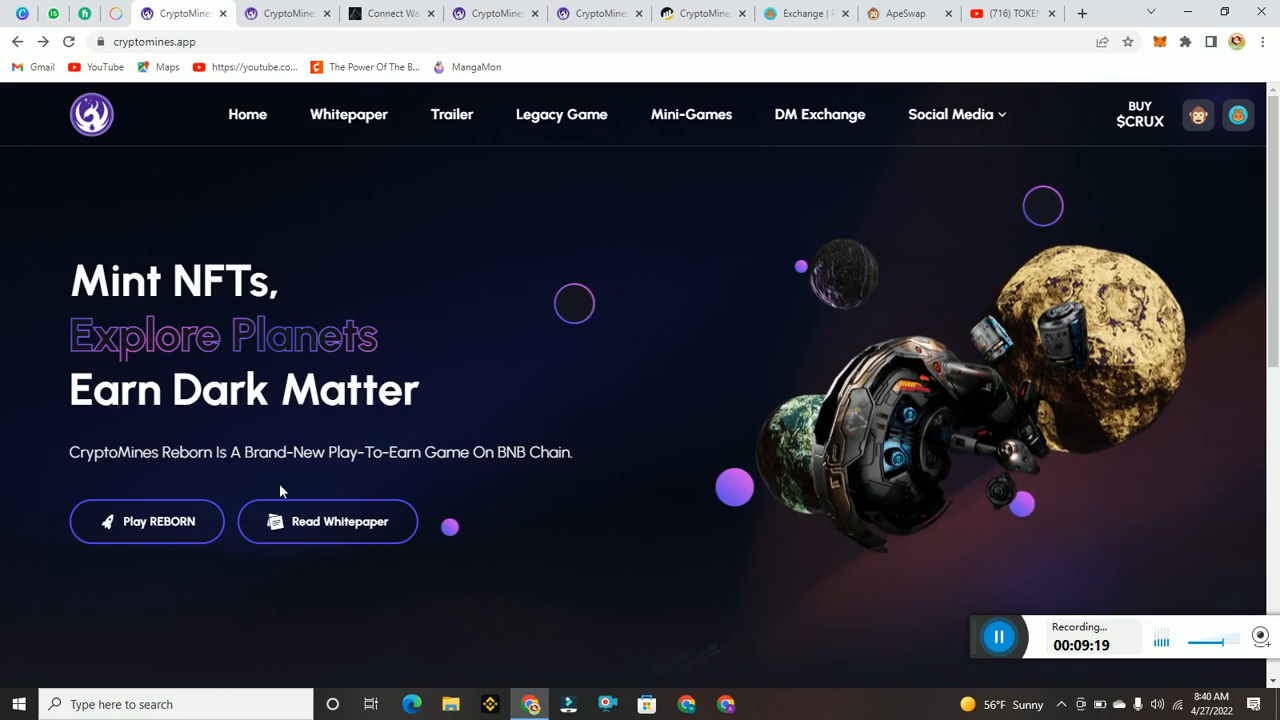 CryptoMines
CryptoMine
Connect Wa
CryptoMine
CryptoMine
CryptoMine
Exchange |
ApeSwap
(716) TOKEN
cryptomines.app
Gmail
YouTube
Maps
https://youtube.co...
The Power Of The B...
MangaMon
Home
Whitepaper
Trailer
Legacy Game
Mini-Games
DM Exchange
Social Media
BUY
$CRUX
Mint NFTs,
Explore Planets
Earn Dark Matter
CryptoMines Reborn Is A Brand-New Play-To-Earn Game On BNB Chain.
Play REBORN
Read Whitepaper
Recording...
00:09:19
Type here to search
56°F Sunny
8:40 AM
4/27/2022